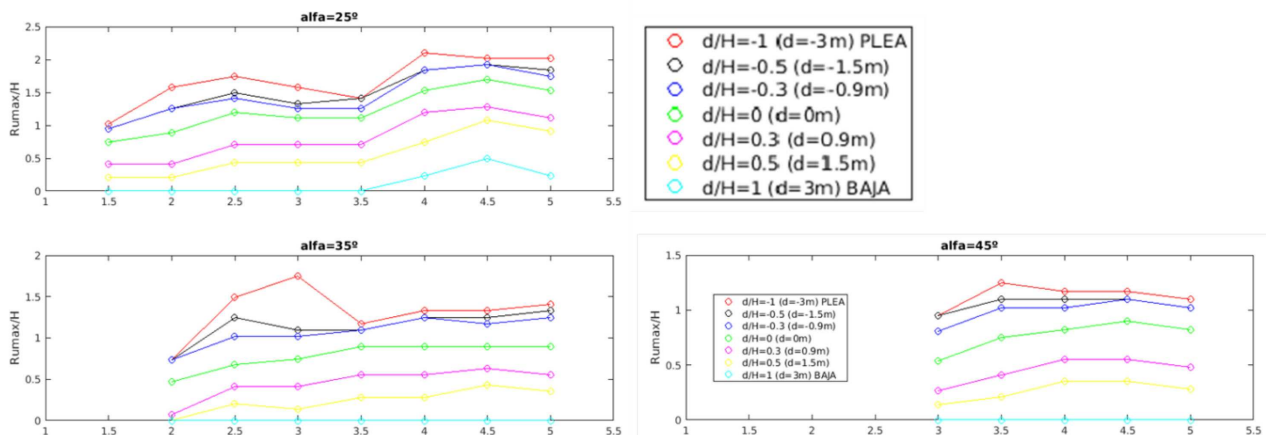 alfa=25º
2.5
2
1.5
1
0.5
0
Rumax/H
1 1.5 2 2.5 3 3.5 4 4.5 5 5.5
d/H=-1 (d=-3m) PLEA
d/H=-0.5 (d=-1.5m)
d/H=-0.3 (d=-0.9m)
d/H=0 (d=0m)
d/H=0.3 (d=0.9m)
d/H=0.5 (d=1.5m)
d/H=1 (d=3m) BAJA
alfa=35º
2
1.5
1
0.5
0
Rumax/H
1 1.5 2 2.5 3 3.5 4 4.5 5 5.5
alfa=45º
1.5
1
0.5
0
Rumax/H
d/H=-1 (d=-3m) PLEA
d/H=-0.5 (d=-1.5m)
d/H=-0.3 (d=-0.9m)
d/H=0 (d=0m)
d/H=0.3 (d=0.9m)
d/H=0.5 (d=1.5m)
d/H=1 (d=3m) BAJA
1 1.5 2 2.5 3 3.5 4 4.5 5 5.5